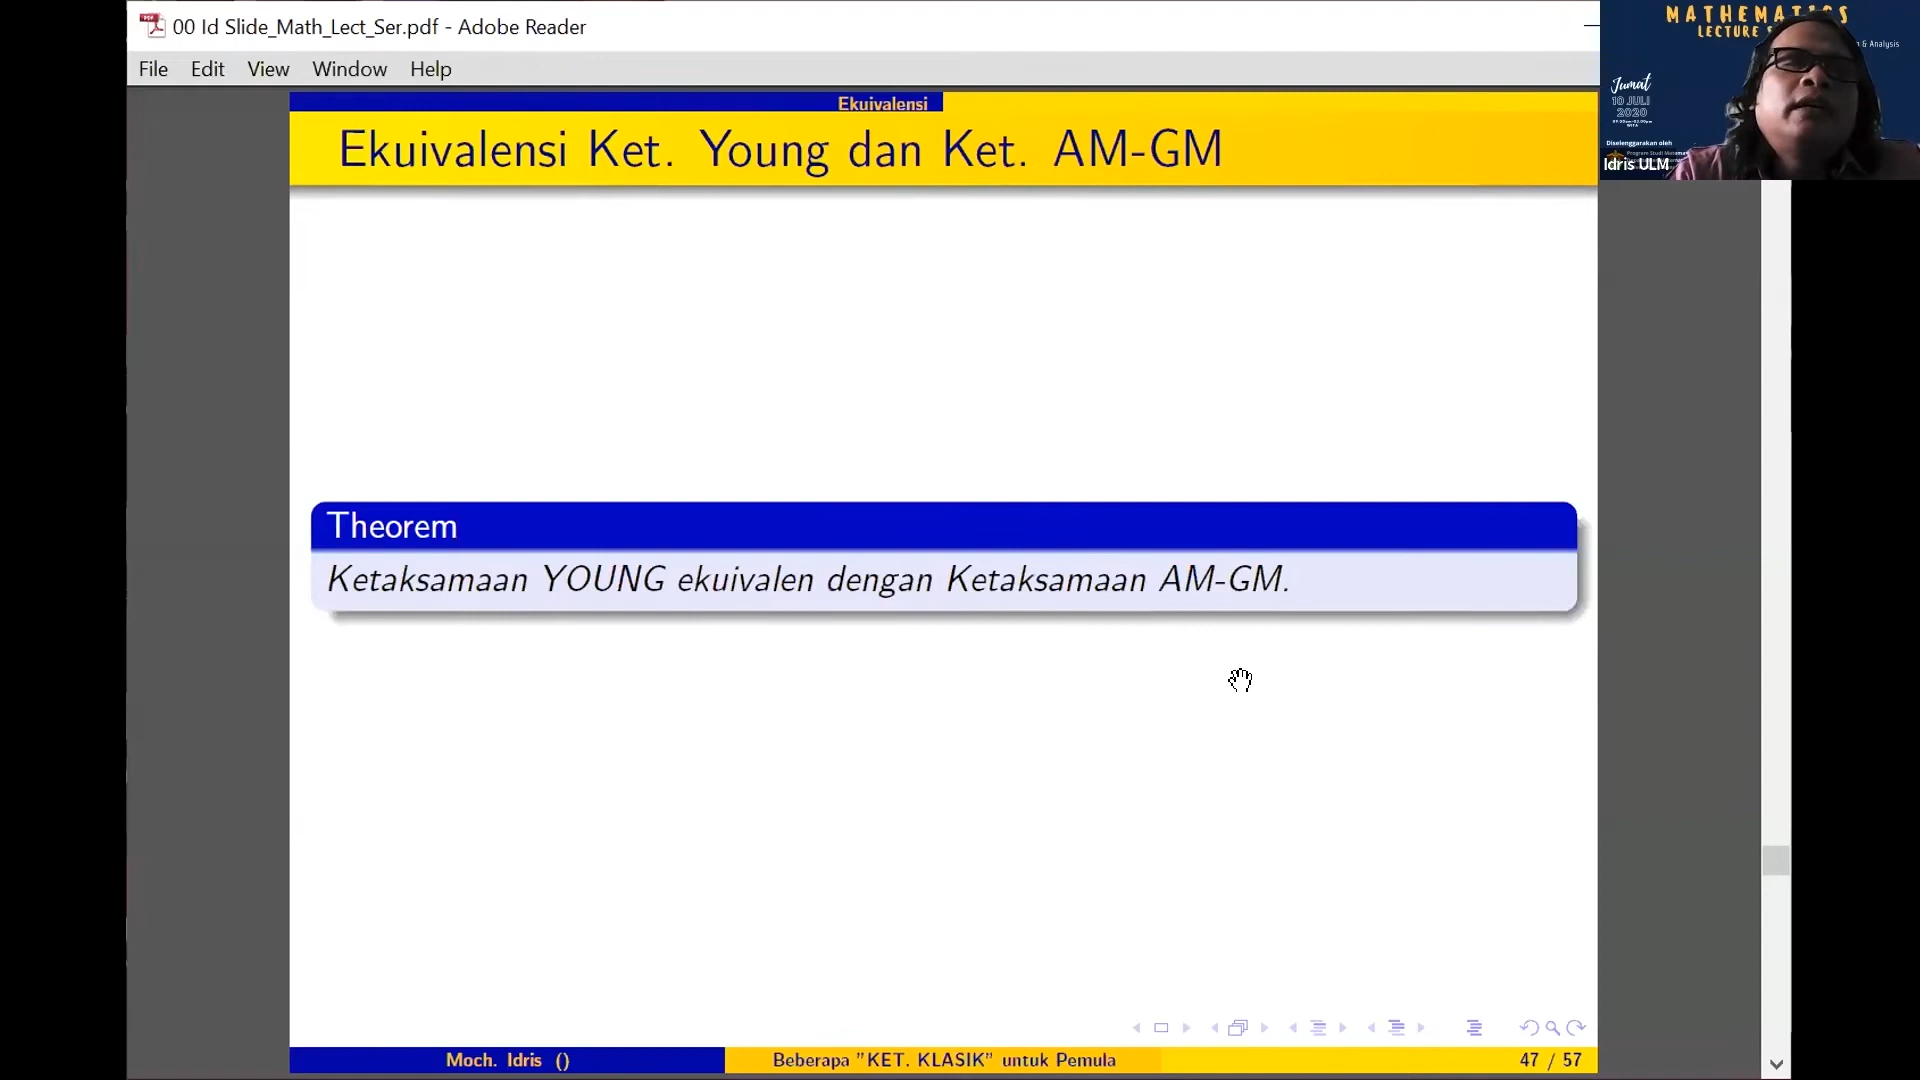 00 Id Slide_Math_Lect_Ser.pdf - Adobe Reader
File Edit View Window Help
MATHEMATICS
LECTURE S
& Analysis
Jumat
10 JULI
2020
Diselenggarakan oleh
Idris ULM
Ekuivalensi
Ekuivalensi Ket. Young dan Ket. AM-GM
Theorem
Ketaksamaan YOUNG ekuivalen dengan Ketaksamaan AM-GM.
Moch. Idris () Beberapa "KET. KLASIK" untuk Pemula 47 / 57